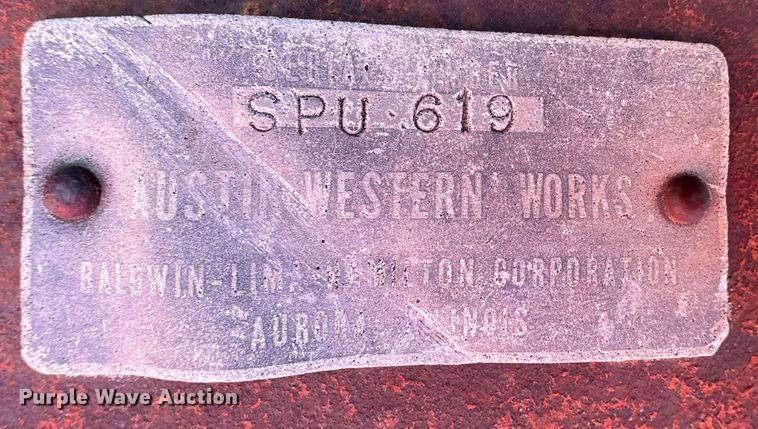 SERIAL NUMBER
SPU 619
AUSTIN-WESTERN WORKS
BALDWIN-LIMA-HAMILTON CORPORATION
AURORA, ILLINOIS
Purple Wave Auction